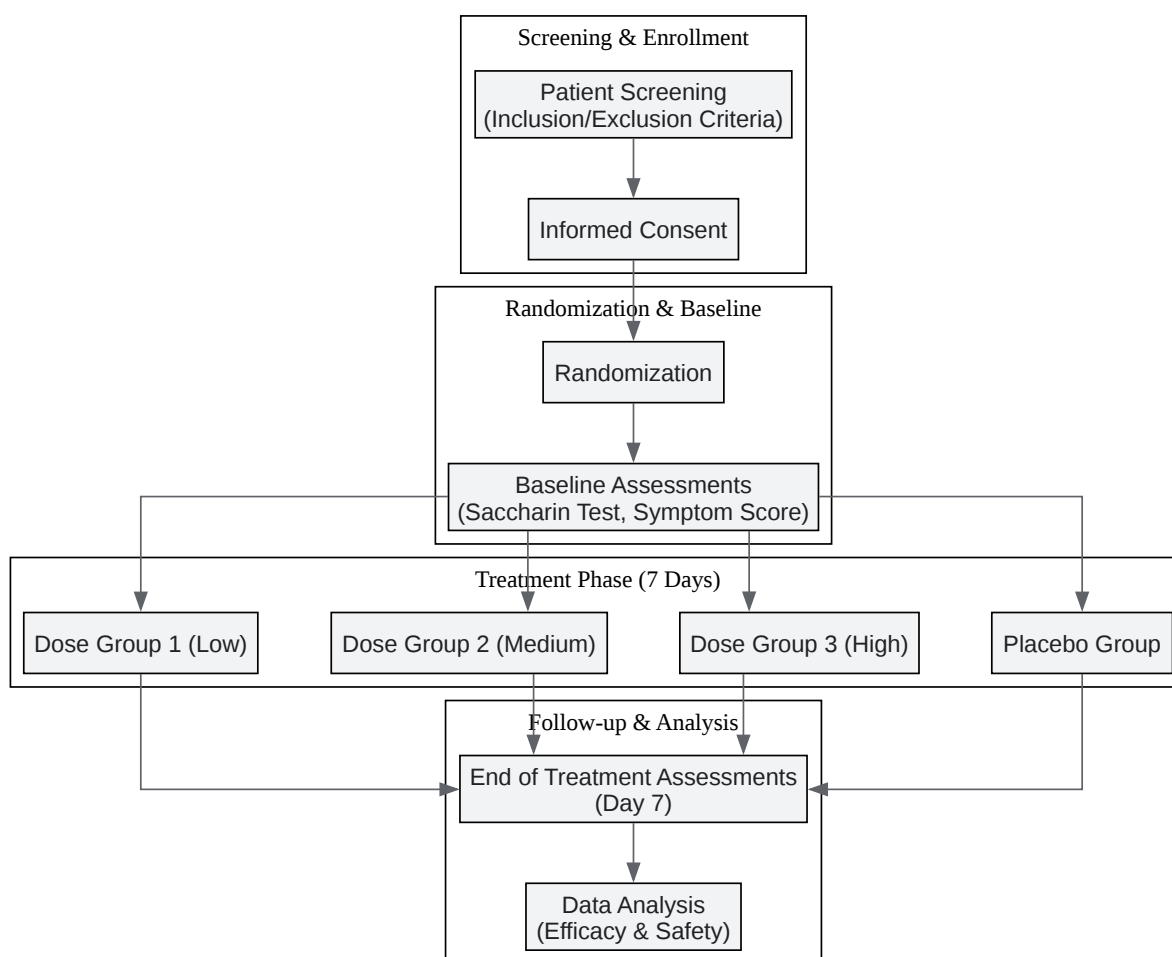 Screening & Enrollment
Patient Screening
(Inclusion/Exclusion Criteria)
Informed Consent
Randomization & Baseline
Randomization
Baseline Assessments
(Saccharin Test, Symptom Score)
Treatment Phase (7 Days)
Dose Group 1 (Low)
Dose Group 2 (Medium)
Dose Group 3 (High)
Placebo Group
Follow-up & Analysis
End of Treatment Assessments
(Day 7)
Data Analysis
(Efficacy & Safety)